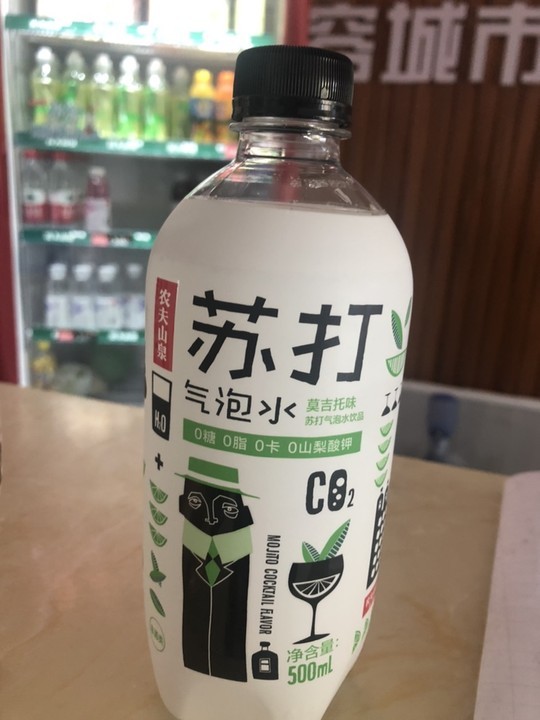 容城市
农夫山泉
苏打
气泡水
莫吉托味
苏打气泡水饮品
0糖 0脂 0卡 0山梨酸钾
H₂O
+
CO₂
MOJITO COCKTAIL FLAVOR
净含量:
500mL